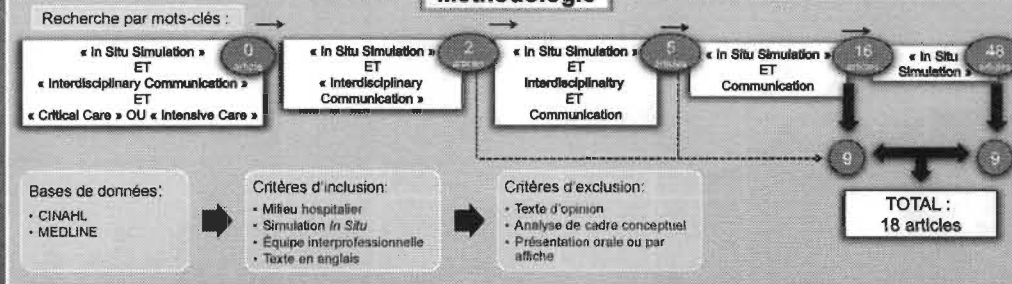 Méthodologie
Recherche par mots-clés :
« In Situ Simulation »
ET
« Interdisciplinary Communication »
ET
« Critical Care » OU « Intensive Care »
0
article
« In Situ Simulation »
ET
« Interdisciplinary
Communication »
2
articles
« In Situ Simulation »
ET
Interdisciplinaitry
ET
Communication
5
articles
« In Situ Simulation »
ET
Communication
16
articles
« In Situ
Simulation »
48
articles
9
9
TOTAL :
18 articles
Bases de données:
• CINAHL
• MEDLINE
Critères d'inclusion:
• Milieu hospitalier
• Simulation In Situ
• Équipe interprofessionnelle
• Texte en anglais
Critères d'exclusion:
• Texte d'opinion
• Analyse de cadre conceptuel
• Présentation orale ou par
affiche